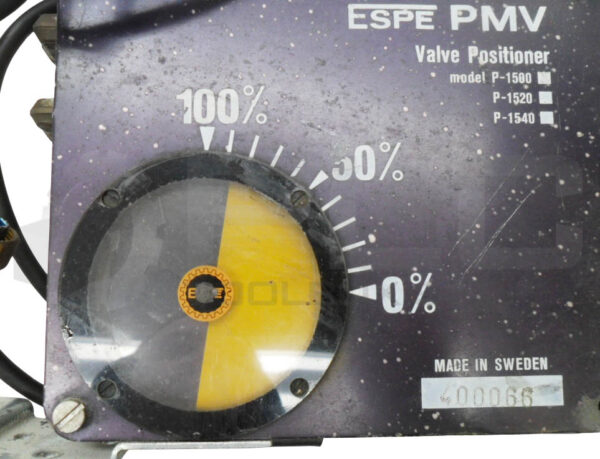 ESPE PMV
Valve Positioner
model P-1500
P-1520
P-1540
100%
50%
0%
MADE IN SWEDEN
400066